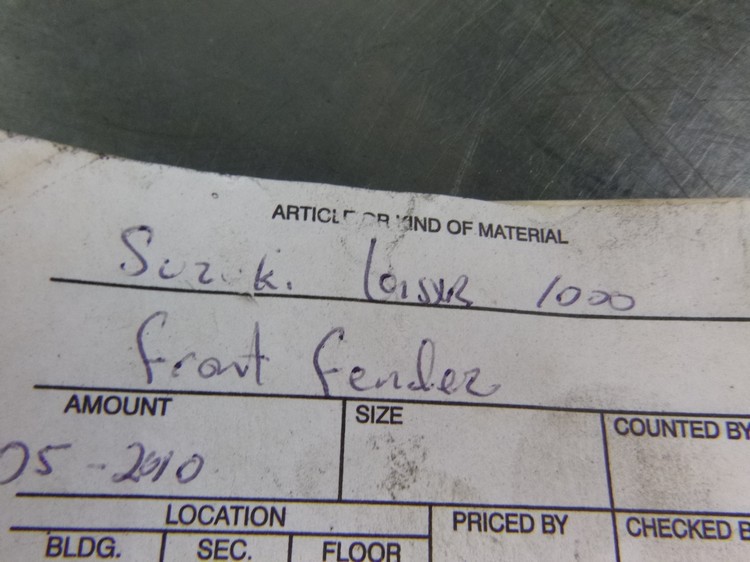 ARTICLE OR KIND OF MATERIAL
Suzuki 1000
front fender
AMOUNT SIZE COUNTED BY
05-2010
LOCATION PRICED BY CHECKED B
BLDG. SEC. FLOOR